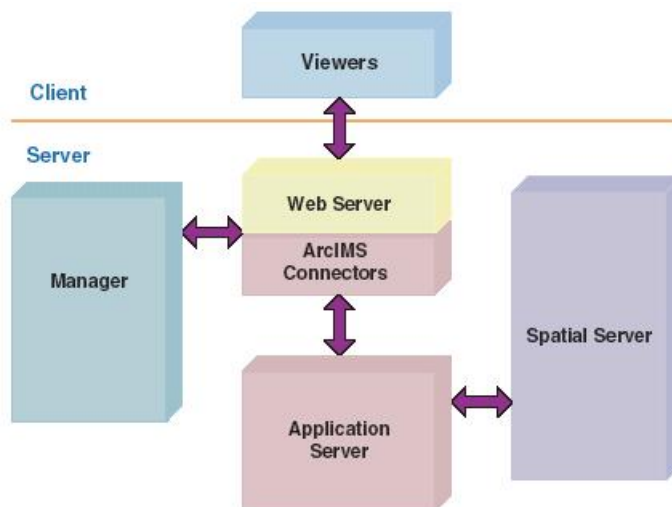 Viewers
Client
Server
Web Server
ArcIMS
Connectors
Manager
Spatial Server
Application
Server